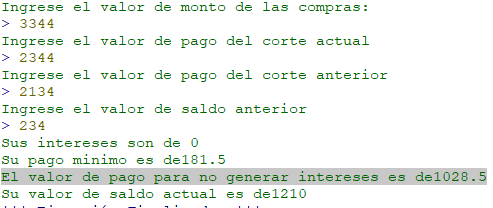 Ingrese el valor de monto de las compras:
> 3344
Ingrese el valor de pago del corte actual
> 2344
Ingrese el valor de pago del corte anterior
> 2134
Ingrese el valor de saldo anterior
> 234
Sus intereses son de 0
Su pago minimo es de181.5
El valor de pago para no generar intereses es de1028.5
Su valor de saldo actual es de1210